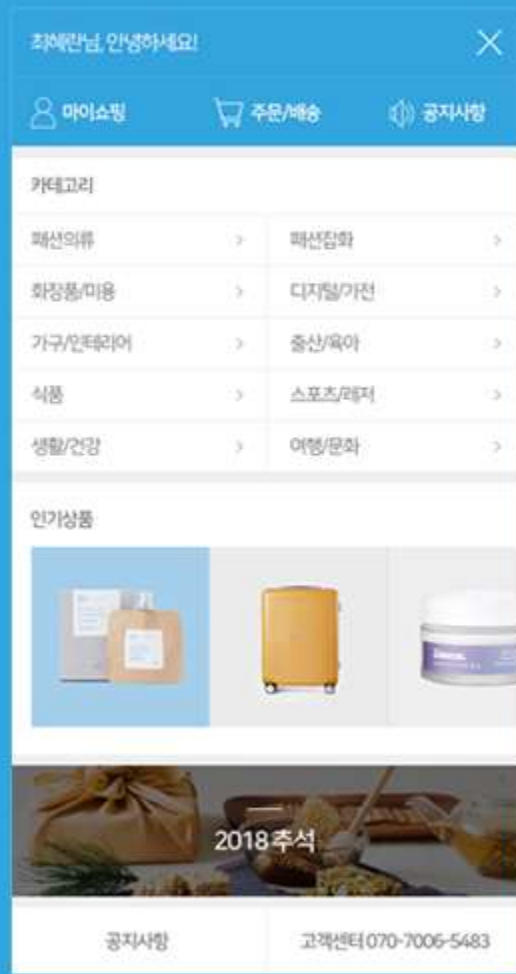 최혜란님, 안녕하세요!
마이쇼핑 주문/배송 공지사항
카테고리
패션의류 패션잡화
화장품/미용 디지털/가전
가구/인테리어 출산/육아
식품 스포츠/레저
생활/건강 여행/문화
인기상품
2018 추석
공지사항 고객센터 070-7006-5483